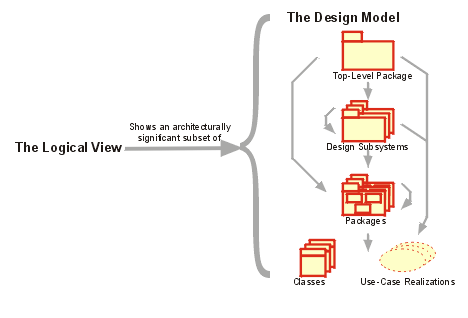 The Design Model
Top-Level Package
Shows an architecturally
significant subset of
The Logical View
Design Subsystems
Packages
Classes
Use-Case Realizations